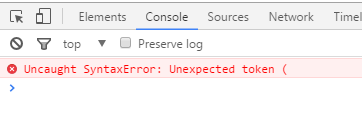 Elements Console Sources Network Timel
top Preserve log
Uncaught SyntaxError: Unexpected token (